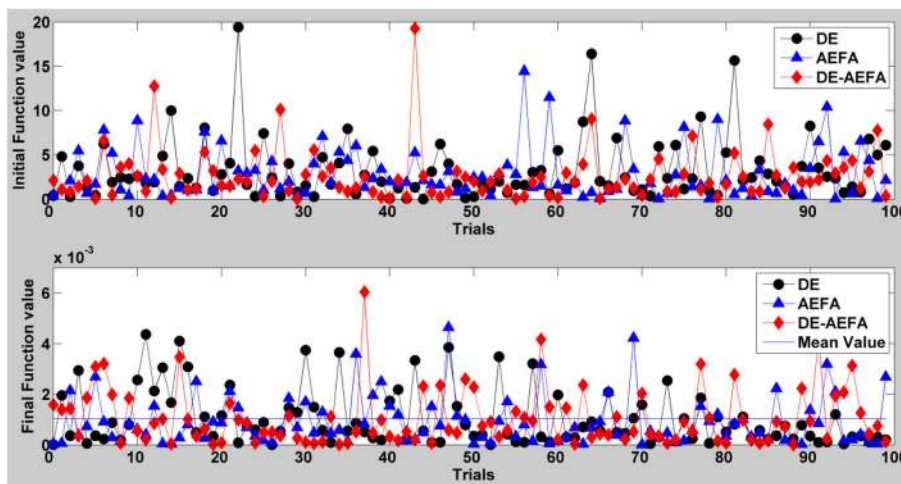 20
15
10
5
0
Initial Function value
0 10 20 30 40 50 60 70 80 90 100
Trials
DE
AEFA
DE-AEFA
x 10⁻³
6
4
2
0
Final Function value
0 10 20 30 40 50 60 70 80 90 100
Trials
DE
AEFA
DE-AEFA
Mean Value